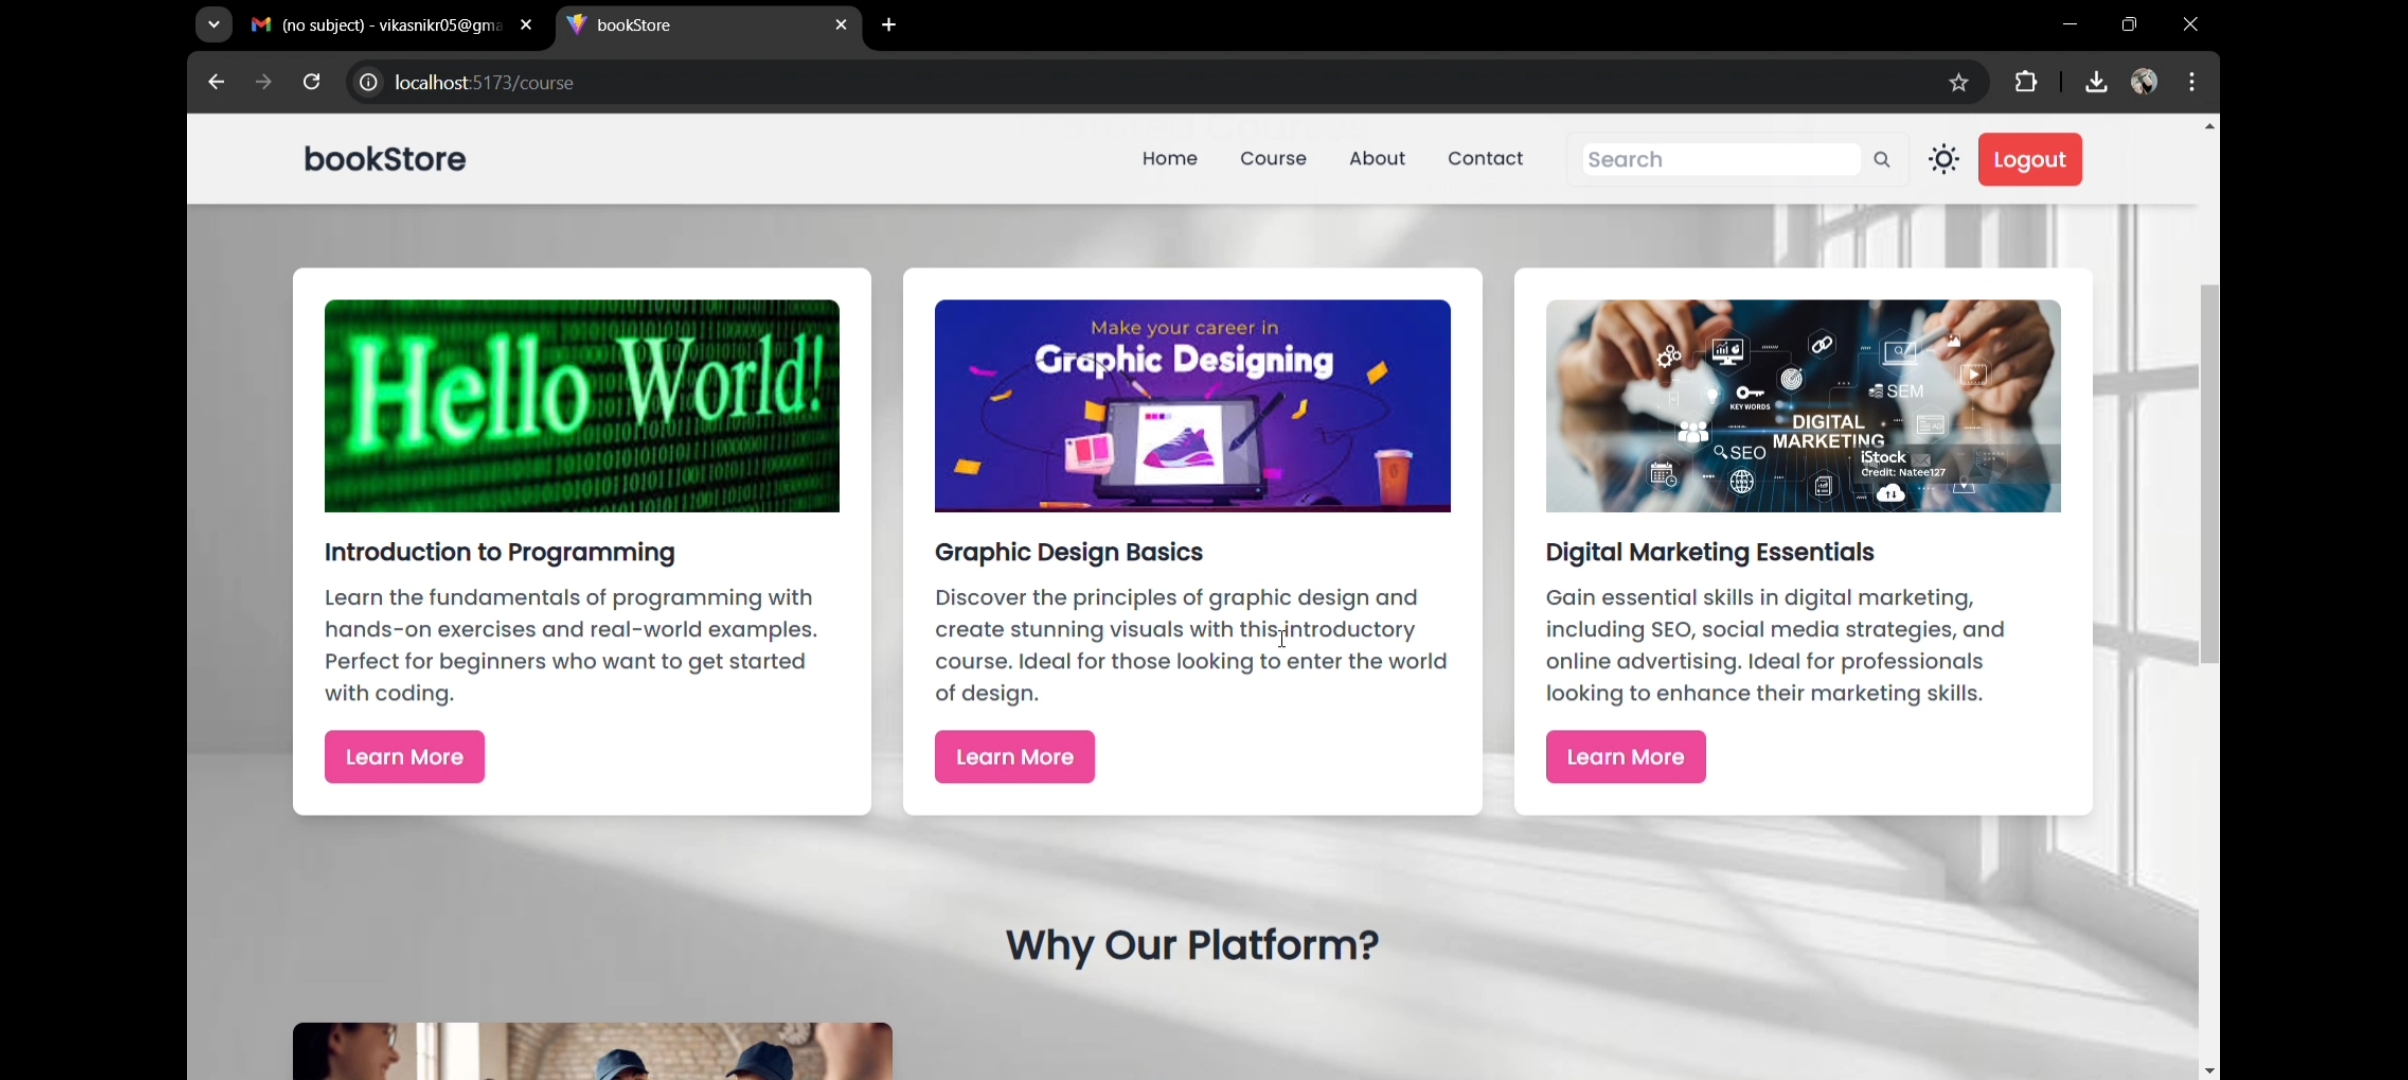 (no subject) - vikasnikr05@gma
bookStore
localhost:5173/course
bookStore
Home
Course
About
Contact
Search
Logout
Hello World!
Make your career in
Graphic Designing
KEY WORDS
SEM
DIGITAL
MARKETING
SEO
iStock
Credit: Natee127
Introduction to Programming
Learn the fundamentals of programming with
hands-on exercises and real-world examples.
Perfect for beginners who want to get started
with coding.
Learn More
Graphic Design Basics
Discover the principles of graphic design and
create stunning visuals with this introductory
course. Ideal for those looking to enter the world
of design.
Learn More
Digital Marketing Essentials
Gain essential skills in digital marketing,
including SEO, social media strategies, and
online advertising. Ideal for professionals
looking to enhance their marketing skills.
Learn More
Why Our Platform?